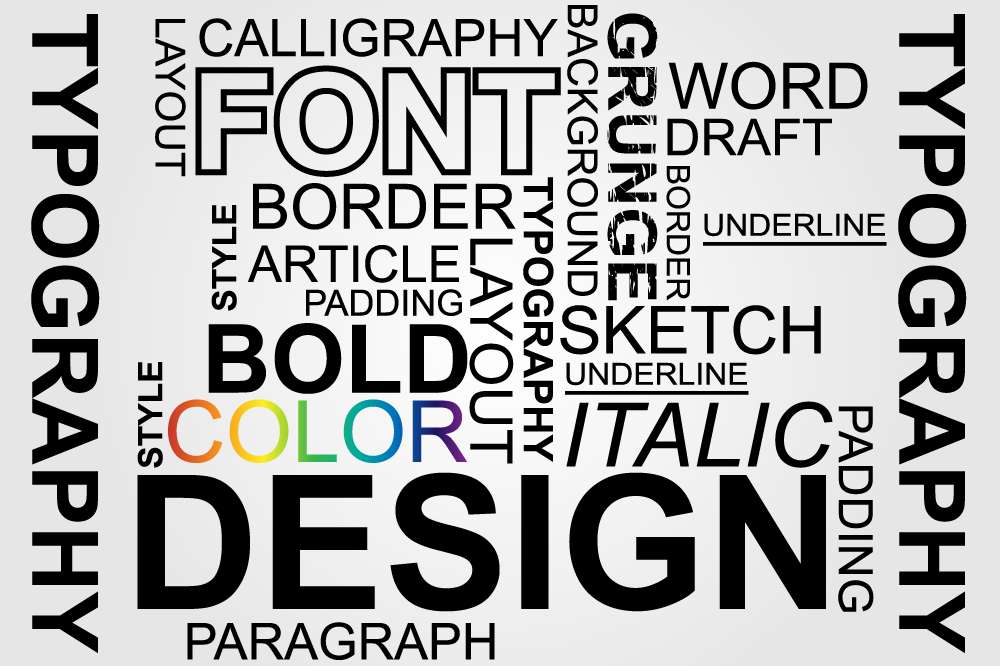 TYPOGRAPHY
LAYOUT
CALLIGRAPHY
FONT
BACKGROUND
GRUNGE
WORD
DRAFT
BORDER
TYPOGRAPHY
BORDER
UNDERLINE
STYLE
ARTICLE
LAYOUT
PADDING
SKETCH
BOLD
UNDERLINE
STYLE
COLOR
ITALIC
PADDING
DESIGN
PARAGRAPH
TYPOGRAPHY